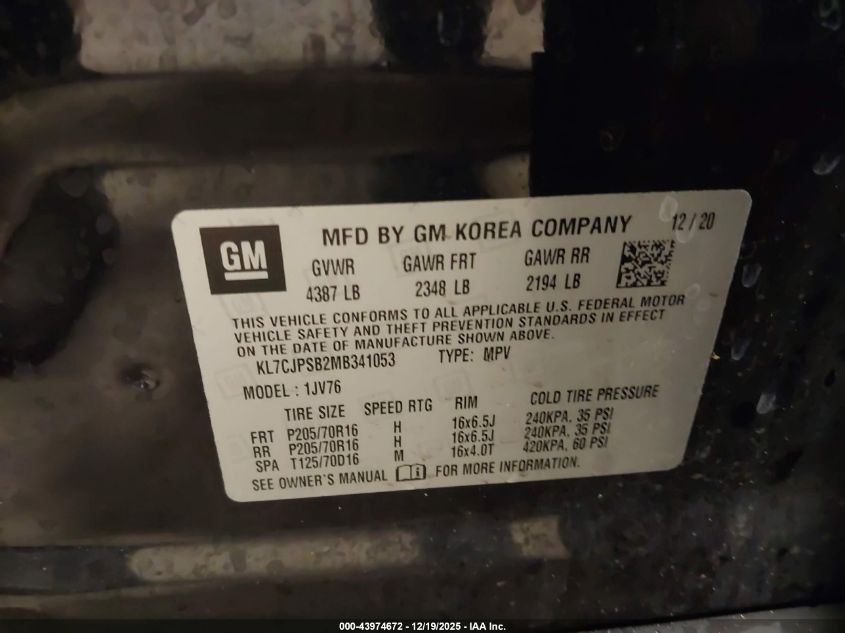 GM
MFD BY GM KOREA COMPANY 12 / 20
GVWR GAWR FRT GAWR RR
4387 LB 2348 LB 2194 LB
THIS VEHICLE CONFORMS TO ALL APPLICABLE U.S. FEDERAL MOTOR
VEHICLE SAFETY AND THEFT PREVENTION STANDARDS IN EFFECT
ON THE DATE OF MANUFACTURE SHOWN ABOVE.
KL7CJPSB2MB341053 TYPE: MPV
MODEL : 1JV76
TIRE SIZE SPEED RTG RIM COLD TIRE PRESSURE
FRT P205/70R16 H 16x6.5J 240KPA, 35 PSI
RR P205/70R16 H 16x6.5J 240KPA, 35 PSI
SPA T125/70D16 M 16x4.0T 420KPA, 60 PSI
SEE OWNER'S MANUAL FOR MORE INFORMATION.
000-43974672 - 12/19/2025 - IAA Inc.